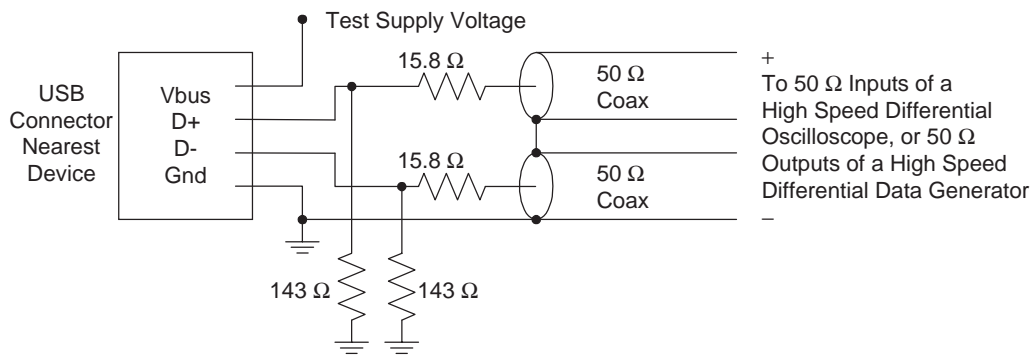 Test Supply Voltage
USB
Connector
Nearest
Device
Vbus
D+
D-
Gnd
15.8 Ω
15.8 Ω
50 Ω
Coax
50 Ω
Coax
+
To 50 Ω Inputs of a
High Speed Differential
Oscilloscope, or 50 Ω
Outputs of a High Speed
Differential Data Generator
−
143 Ω
143 Ω